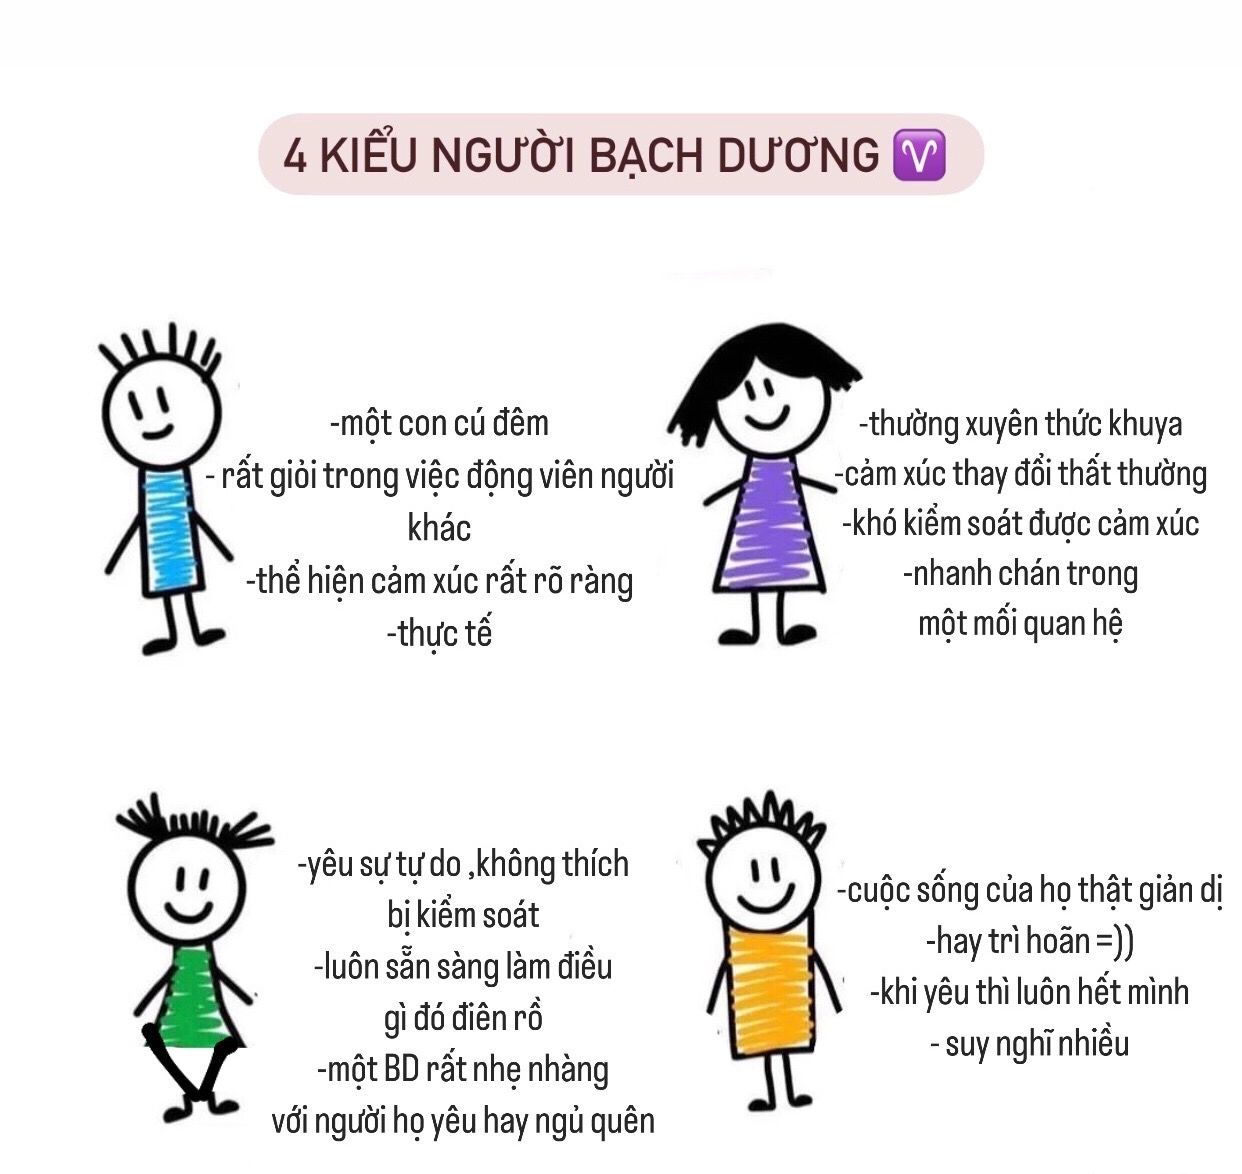 4 KIỂU NGƯỜI BẠCH DƯƠNG ♈
-một con cú đêm
- rất giỏi trong việc động viên người
khác
-thể hiện cảm xúc rất rõ ràng
-thực tế
-thường xuyên thức khuya
-cảm xúc thay đổi thất thường
-khó kiểm soát được cảm xúc
-nhanh chán trong
một mối quan hệ
-yêu sự tự do ,không thích
bị kiểm soát
-luôn sẵn sàng làm điều
gì đó điên rồ
-một BD rất nhẹ nhàng
với người họ yêu hay ngủ quên
-cuộc sống của họ thật giản dị
-hay trì hoãn =))
-khi yêu thì luôn hết mình
- suy nghĩ nhiều